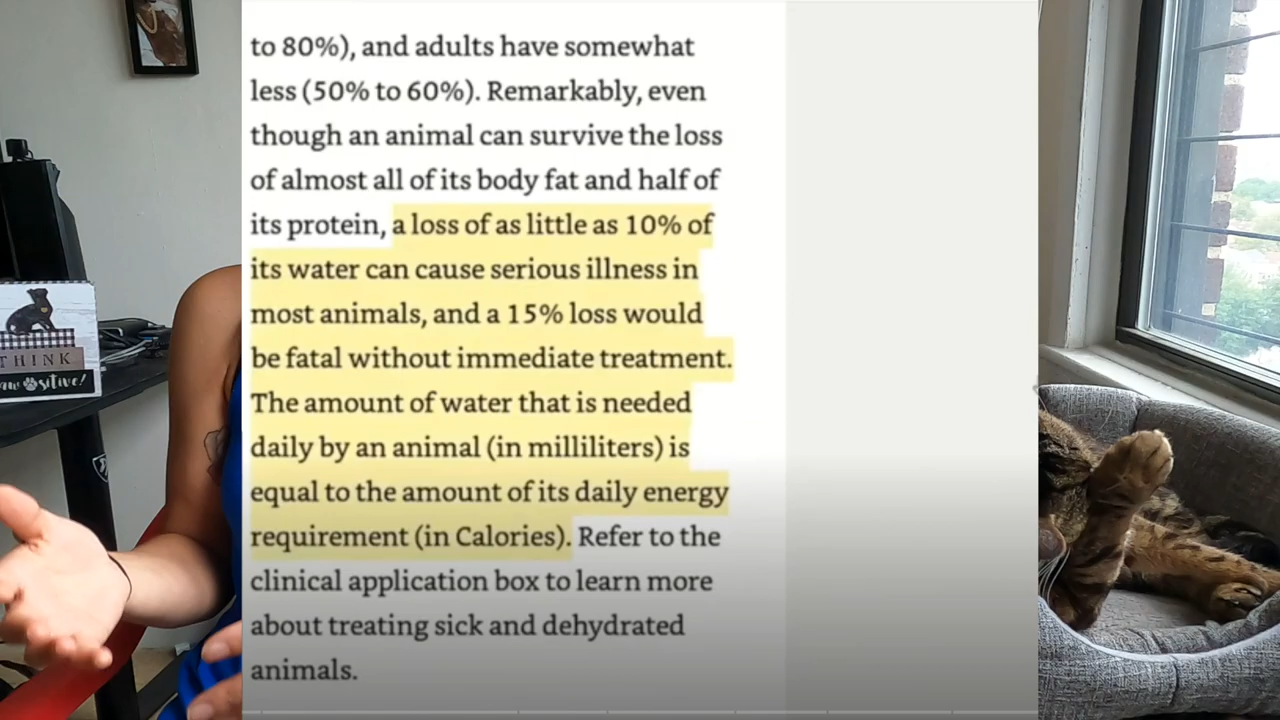 to 80%), and adults have somewhat
less (50% to 60%). Remarkably, even
though an animal can survive the loss
of almost all of its body fat and half of
its protein, a loss of as little as 10% of
its water can cause serious illness in
most animals, and a 15% loss would
be fatal without immediate treatment.
The amount of water that is needed
daily by an animal (in milliliters) is
equal to the amount of its daily energy
requirement (in Calories). Refer to the
clinical application box to learn more
about treating sick and dehydrated
animals.
THINK
sitive!